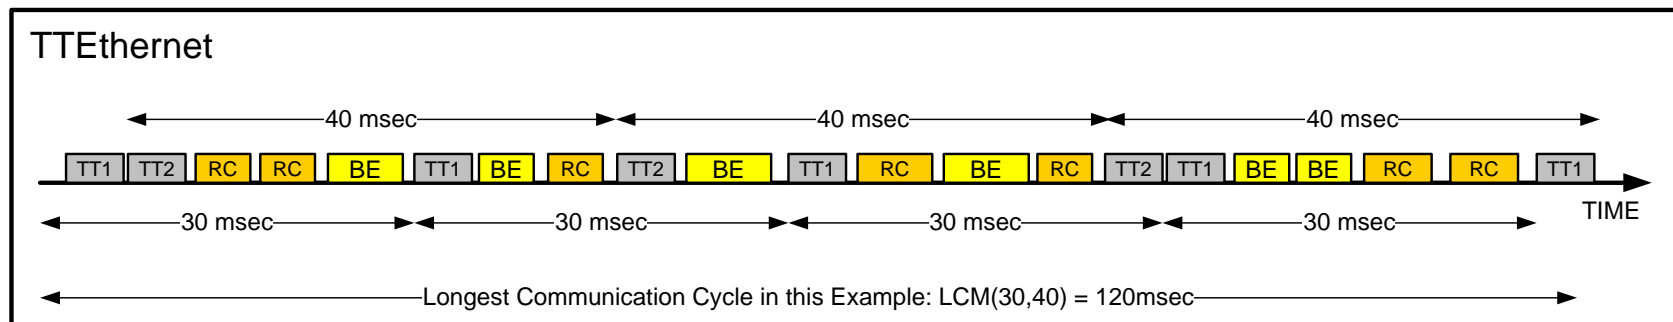 TTEthernet
40 msec 40 msec 40 msec
TT1 TT2 RC RC BE TT1 BE RC TT2 BE TT1 RC BE RC TT2 TT1 BE BE RC RC TT1
TIME
30 msec 30 msec 30 msec 30 msec
Longest Communication Cycle in this Example: LCM(30,40) = 120msec